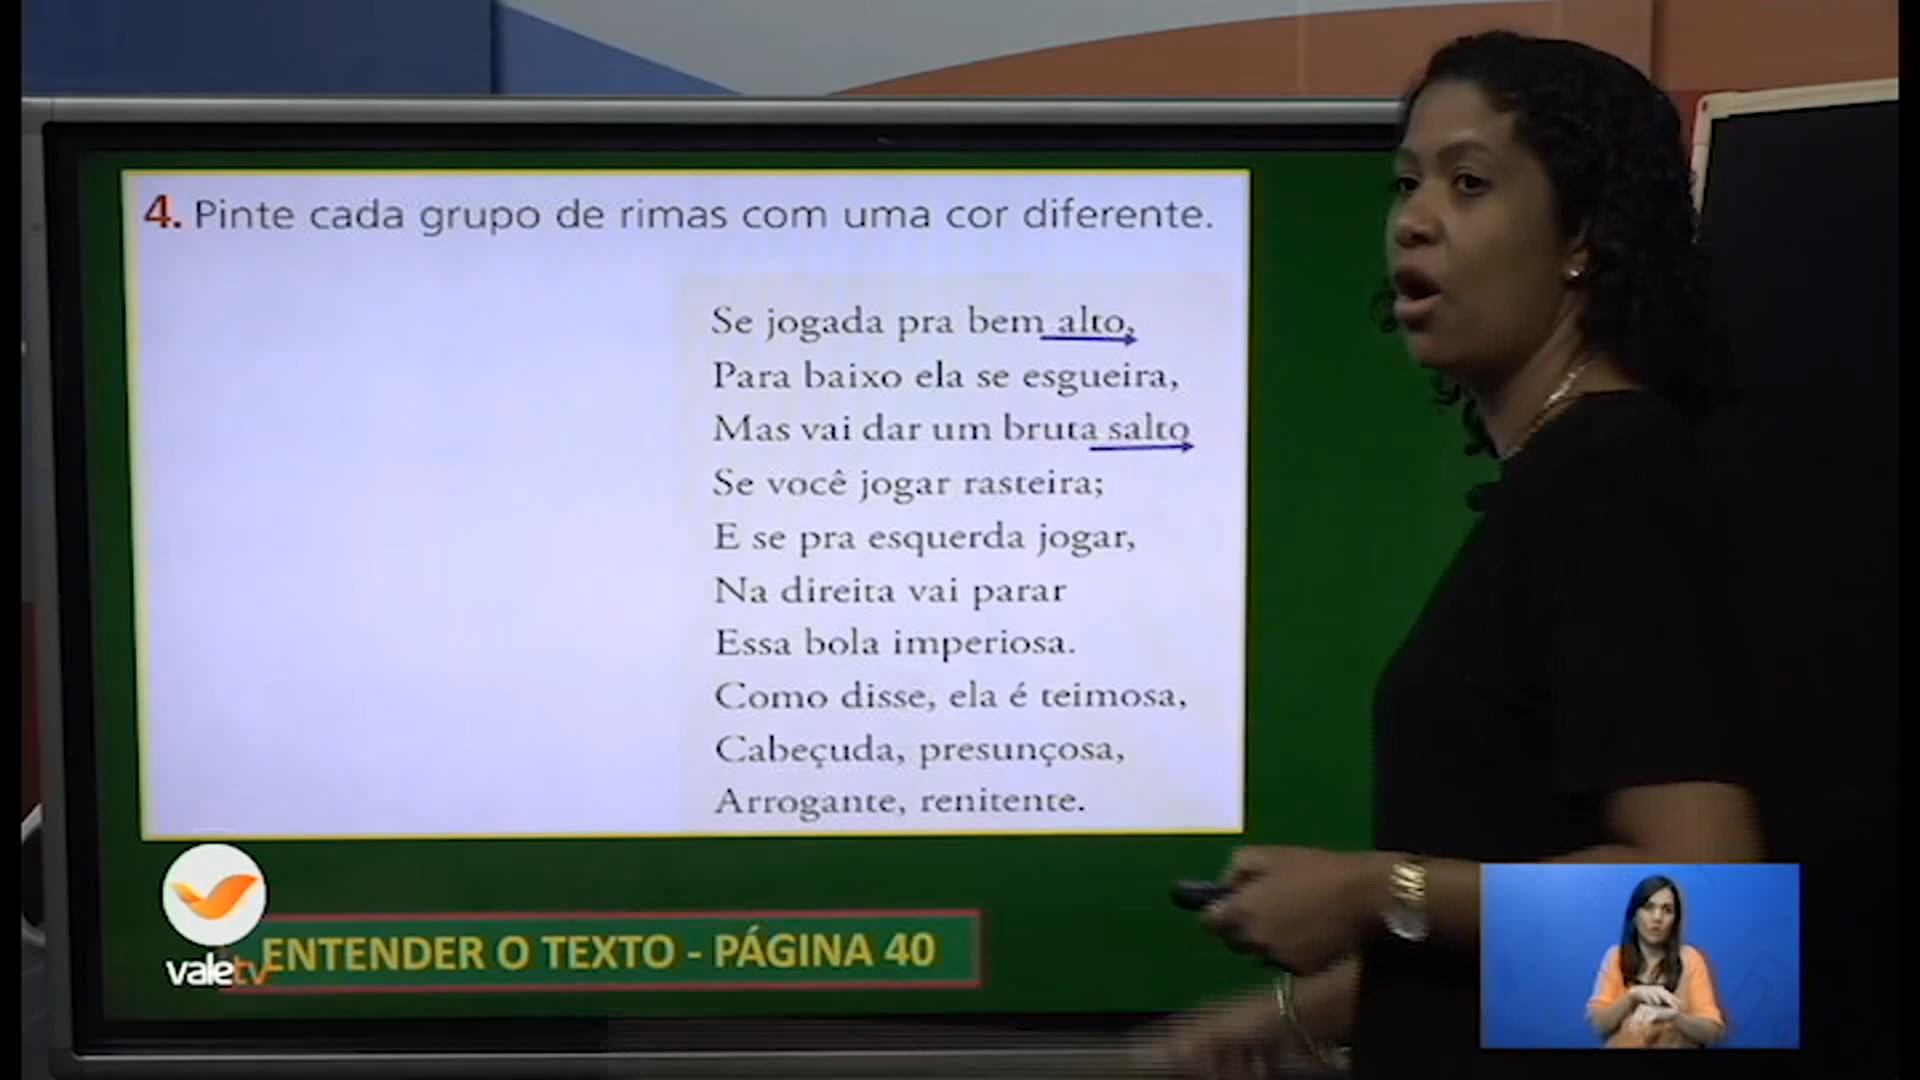 4. Pinte cada grupo de rimas com uma cor diferente.
Se jogada pra bem alto,
Para baixo ela se esgueira,
Mas vai dar um bruta salto
Se você jogar rasteira;
E se pra esquerda jogar,
Na direita vai parar
Essa bola imperiosa.
Como disse, ela é teimosa,
Cabeçuda, presunçosa,
Arrogante, renitente.
ENTENDER O TEXTO - PÁGINA 40
valetv